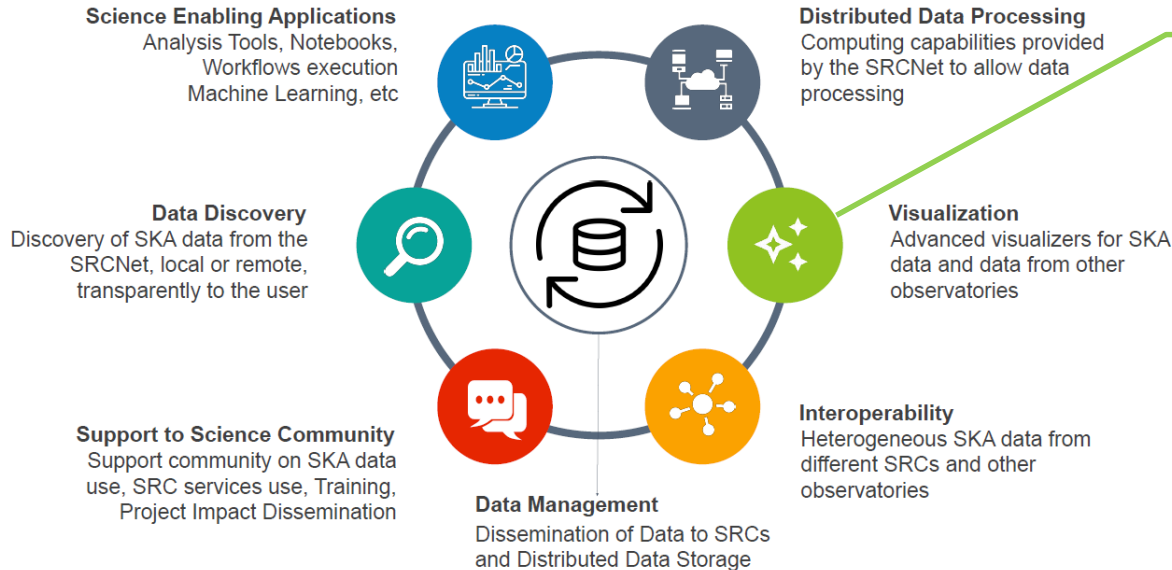 Science Enabling Applications
Analysis Tools, Notebooks,
Workflows execution
Machine Learning, etc
Distributed Data Processing
Computing capabilities provided
by the SRCNet to allow data
processing
Data Discovery
Discovery of SKA data from the
SRCNet, local or remote,
transparently to the user
Visualization
Advanced visualizers for SKA
data and data from other
observatories
Support to Science Community
Support community on SKA data
use, SRC services use, Training,
Project Impact Dissemination
Interoperability
Heterogeneous SKA data from
different SRCs and other
observatories
Data Management
Dissemination of Data to SRCs
and Distributed Data Storage